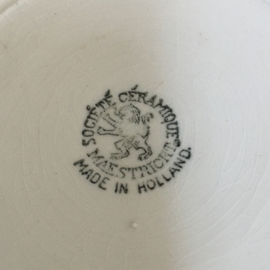 SOCIÉTÉ CÉRAMIQUE
MAESTRICHT
MADE IN HOLLAND.